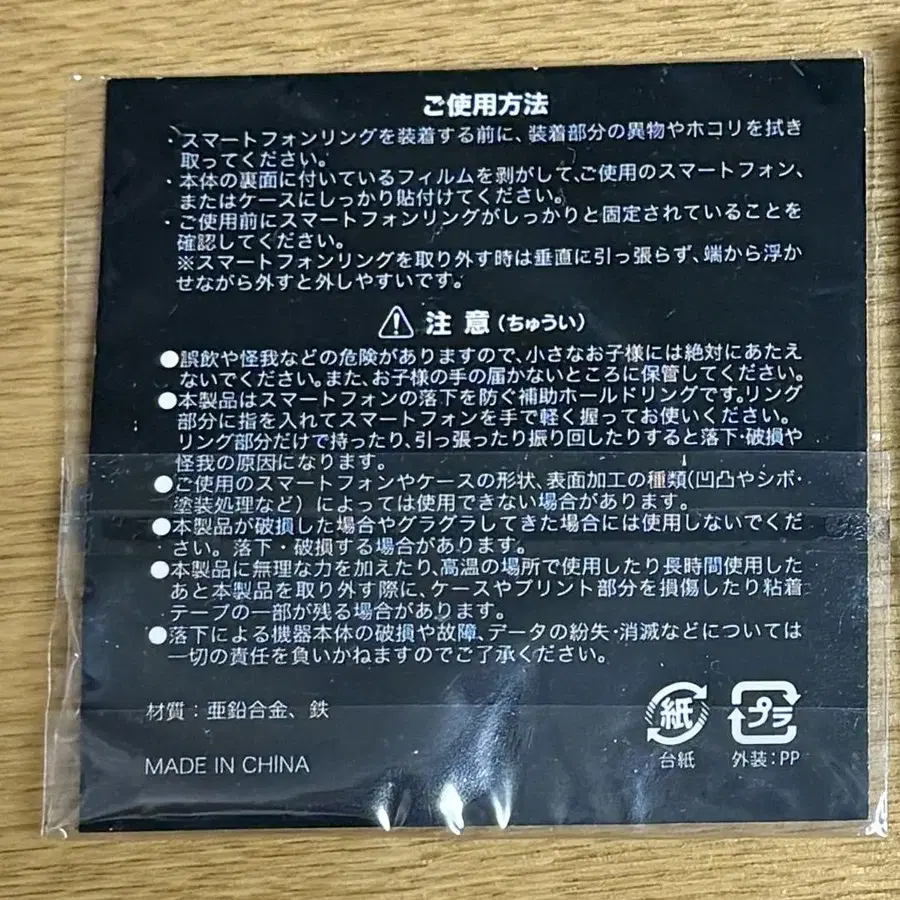 ご使用方法
・スマートフォンリングを装着する前に、装着部分の異物やホコリを拭き
取ってください。
・本体の裏面に付いているフィルムを剥がして、ご使用のスマートフォン、
またはケースにしっかり貼付けてください。
・ご使用前にスマートフォンリングがしっかりと固定されていることを
確認してください。
※スマートフォンリングを取り外す時は垂直に引っ張らず、端から浮か
せながら外すと外しやすいです。
注意(ちゅうい)
●誤飲や怪我などの危険がありますので、小さなお子様には絶対にあたえ
ないでください。また、お子様の手の届かないところに保管してください。
●本製品はスマートフォンの落下を防ぐ補助ホールドリングです。リング
部分に指を入れてスマートフォンを手で軽く握ってお使いください。
リング部分だけで持ったり、引っ張ったり振り回したりすると落下・破損や
怪我の原因になります。
●ご使用のスマートフォンやケースの形状、表面加工の種類(凹凸やシボ・
塗装処理など)によっては使用できない場合があります。
●本製品が破損した場合やグラグラしてきた場合には使用しないでくだ
さい。落下・破損する場合があります。
●本製品に無理な力を加えたり、高温の場所で使用したり長時間使用した
あと本製品を取り外す際に、ケースやプリント部分を損傷したり粘着
テープの一部が残る場合があります。
●落下による機器本体の破損や故障、データの紛失・消滅などについては
一切の責任を負いかねますのでご了承ください。
材質:亜鉛合金、鉄
MADE IN CHINA
紙
プラ
台紙
外装:PP